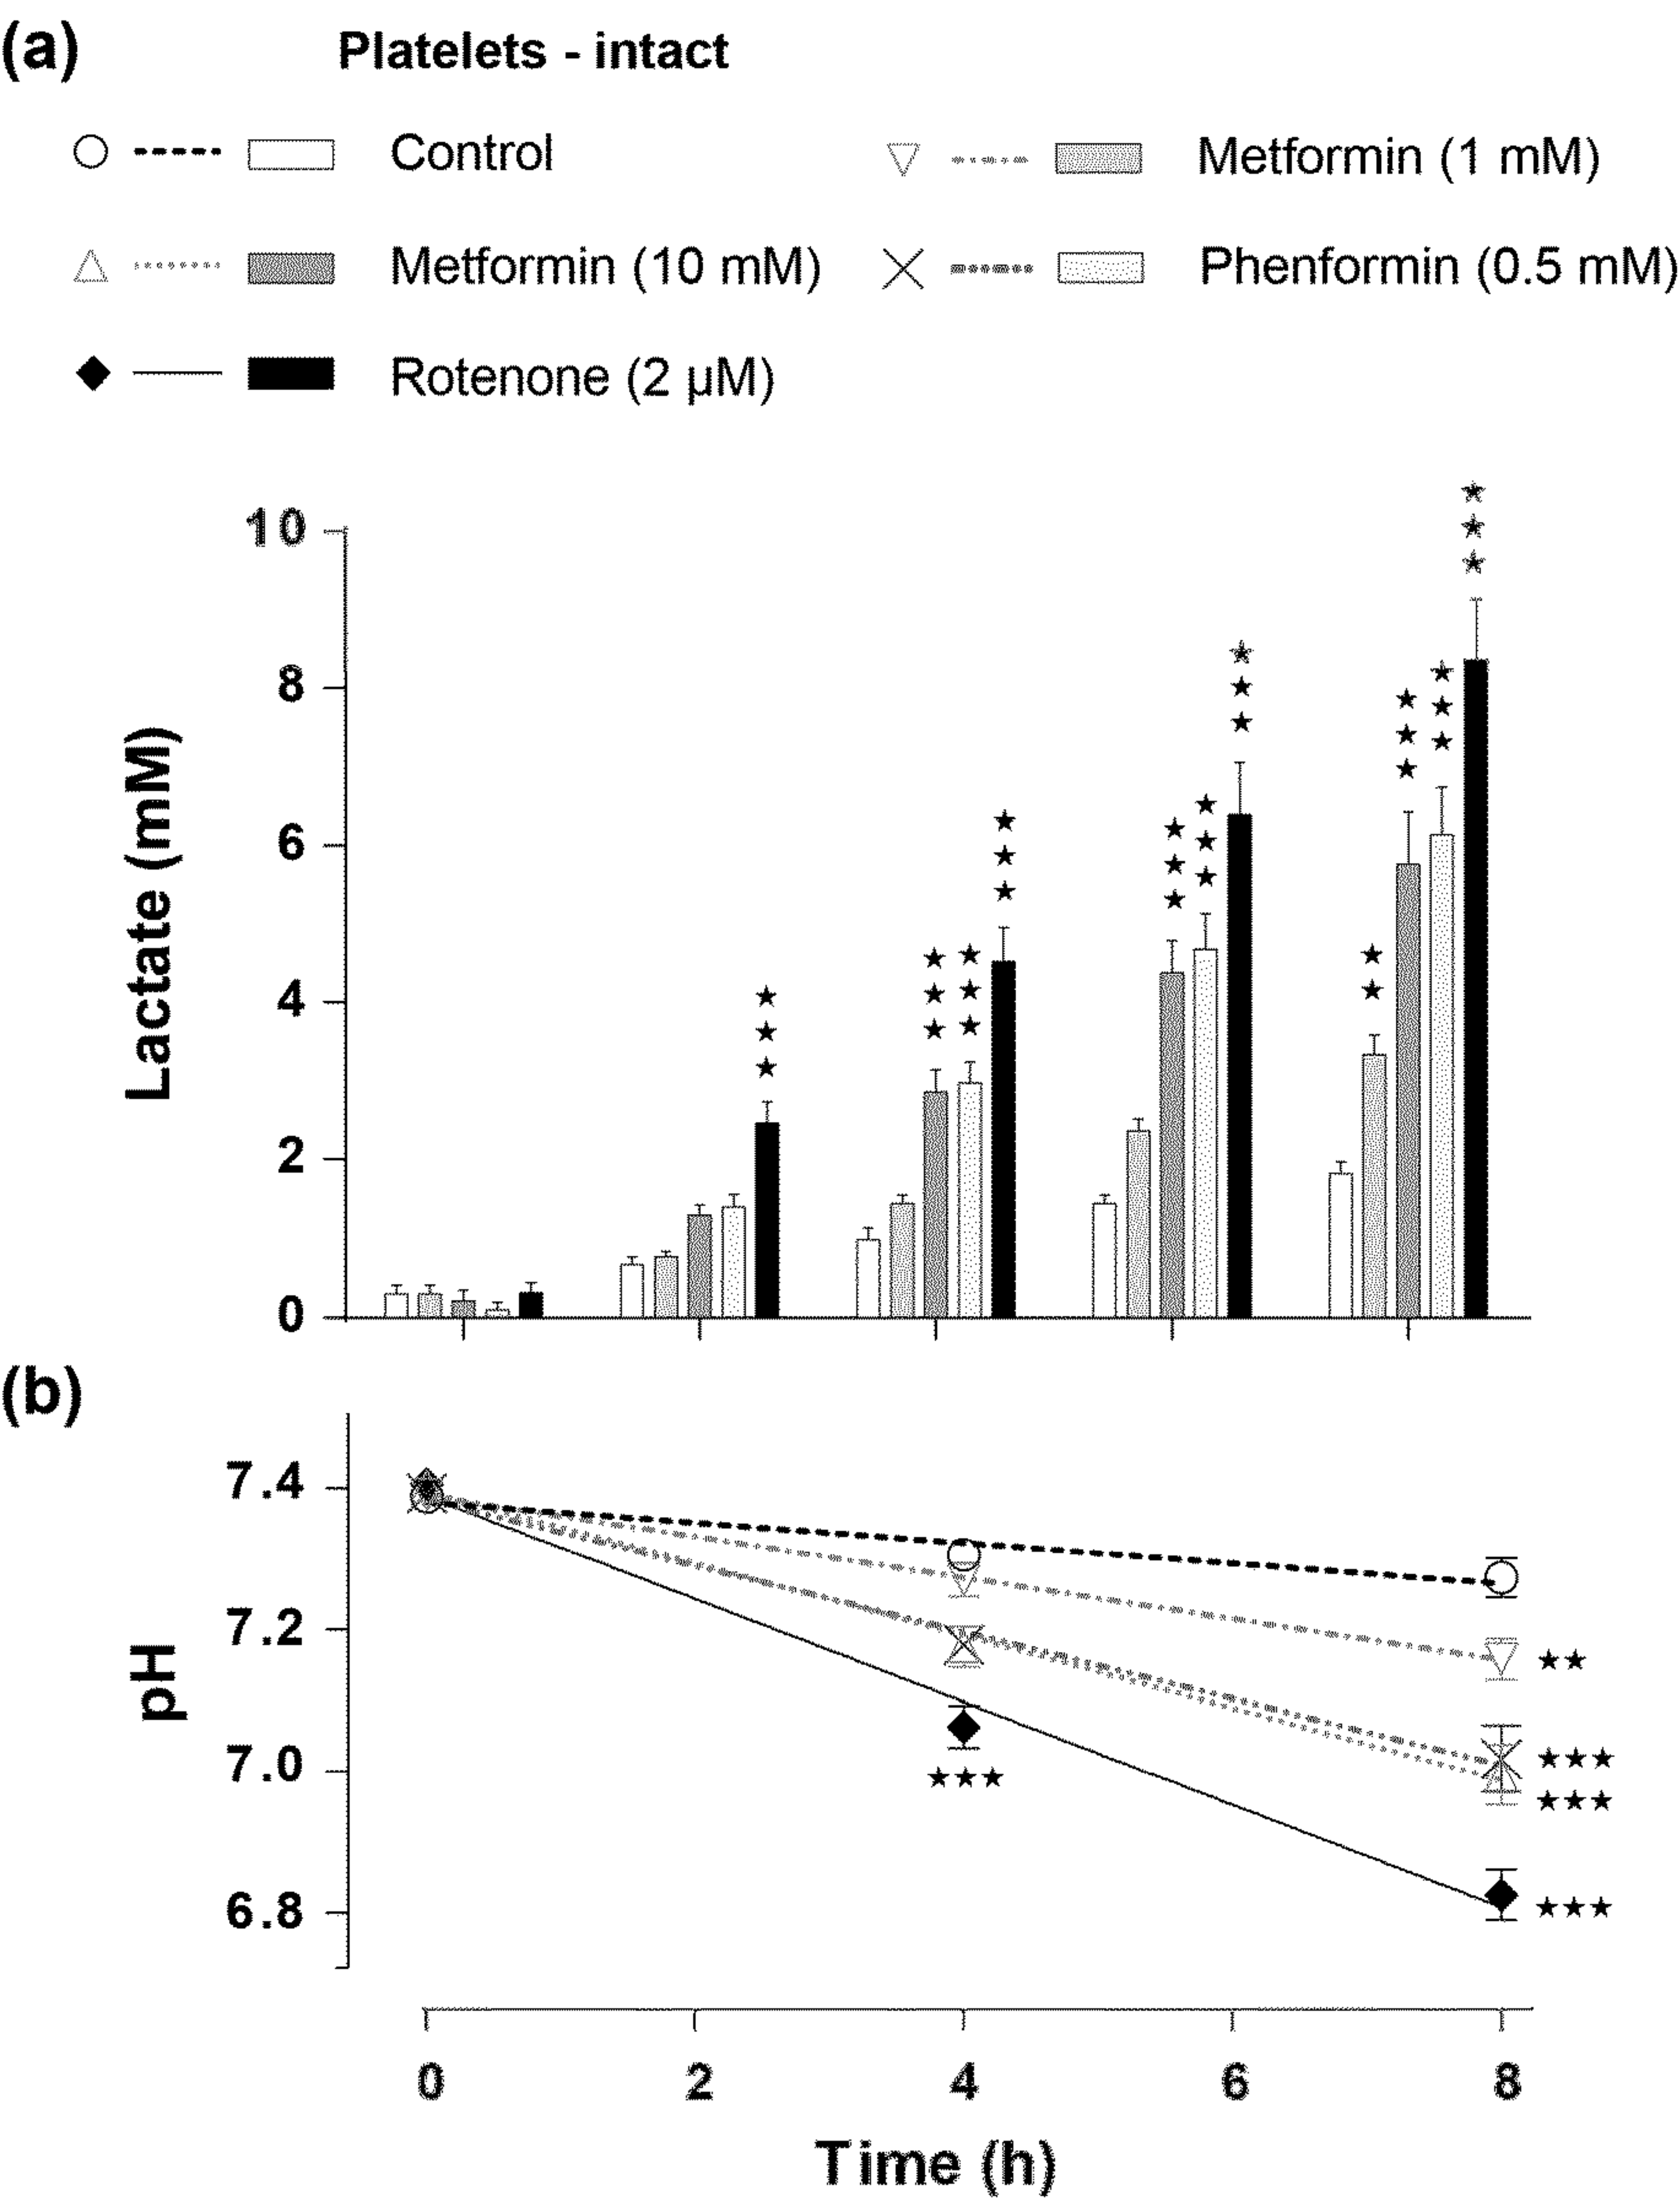 (a) Platelets - intact
Control
Metformin (1 mM)
Metformin (10 mM)
Phenformin (0.5 mM)
Rotenone (2 µM)
10
8
6
4
2
0
Lactate (mM)
(b)
7.4
7.2
7.0
6.8
pH
0 2 4 6 8
Time (h)